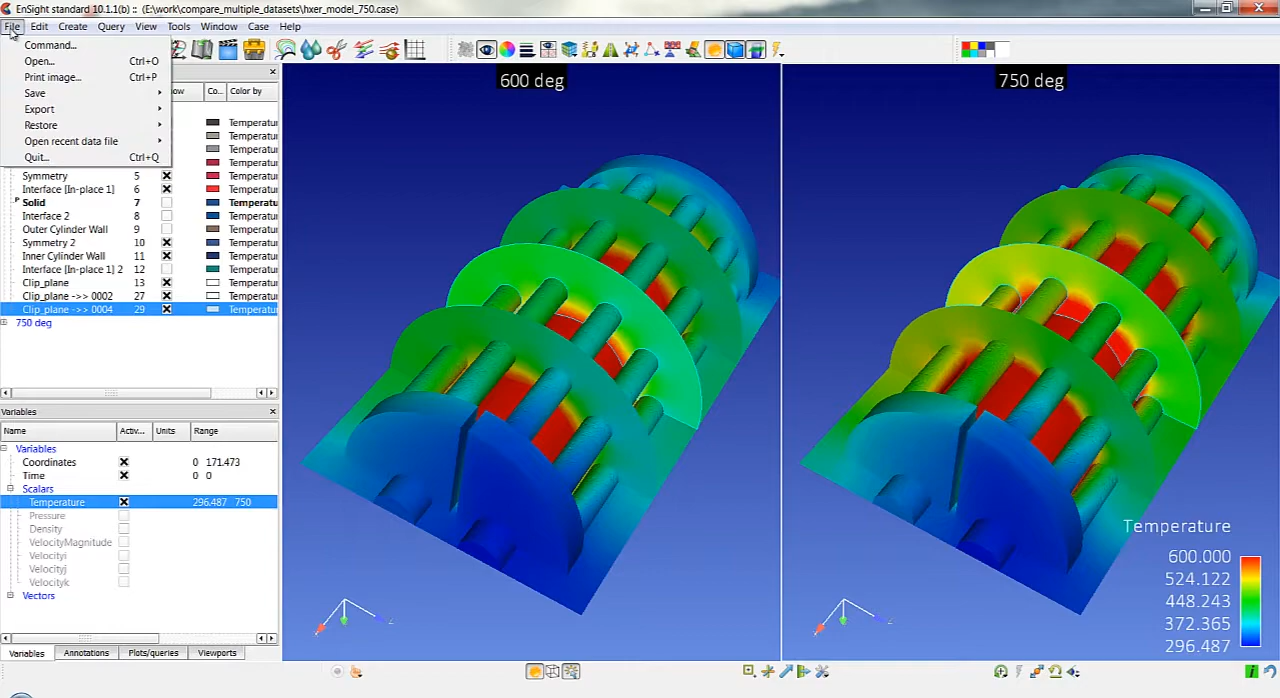 EnSight standard 10.1.1(b) :: (E:\work\compare_multiple_datasets\hxer_model_750.case)
File Edit Create Query View Tools Window Case Help
Command...
Open... Ctrl+O
Print image... Ctrl+P
Save
Export
Restore
Open recent data file
Quit... Ctrl+Q
Co... Color by
Temperatu
Temperatu
Temperatu
Temperatu
Symmetry 5 Temperatu
Interface [In-place 1] 6 Temperatu
P Solid 7 Temperatu
Interface 2 8 Temperatu
Outer Cylinder Wall 9 Temperatu
Symmetry 2 10 Temperatu
Inner Cylinder Wall 11 Temperatu
Interface [In-place 1] 2 12 Temperatu
Clip_plane 13 Temperatu
Clip_plane ->> 0002 27 Temperatu
Clip_plane ->> 0004 29 Temperatu
750 deg
Variables
Name Activ... Units Range
Variables
Coordinates 0 171.473
Time 0 0
Scalars
Temperature 296.487 750
Pressure
Density
VelocityMagnitude
Velocityi
Velocityj
Velocityk
Vectors
Variables Annotations Plots/queries Viewports
600 deg
750 deg
Temperature
600.000
524.122
448.243
372.365
296.487